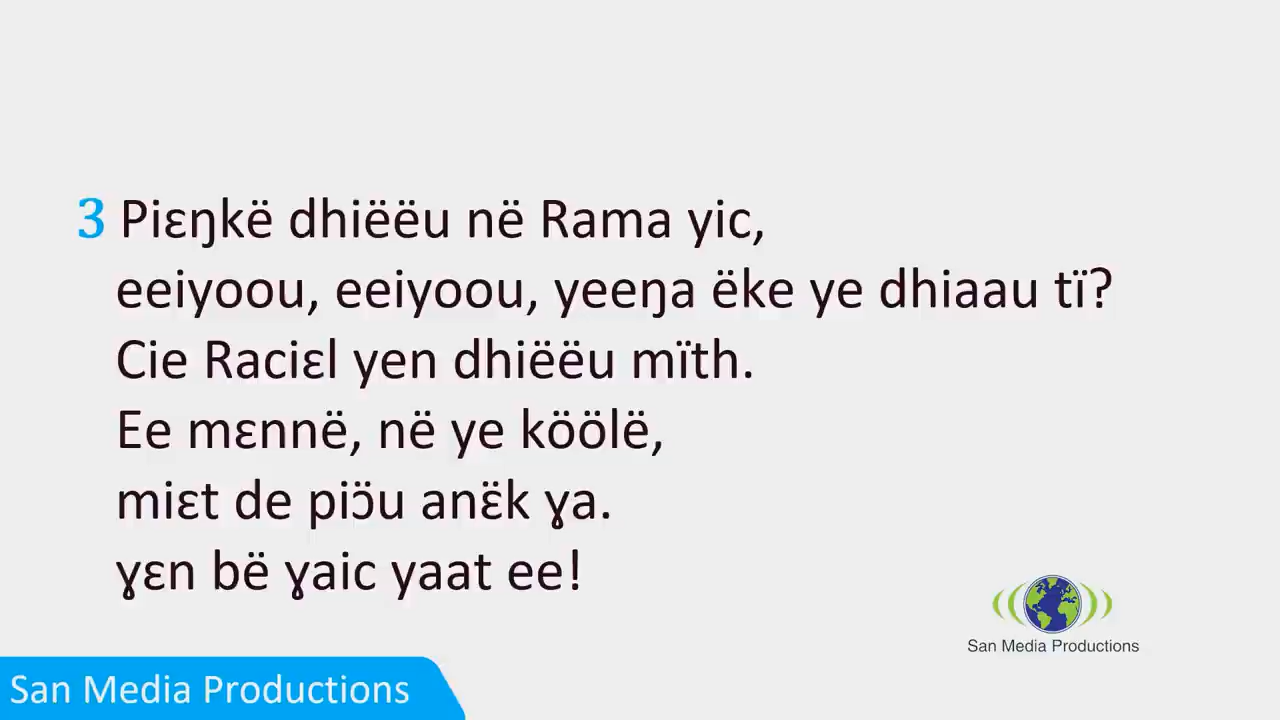 3 Piɛŋkë dhiëëu në Rama yic,
eeiyoou, eeiyoou, yeeŋa ëke ye dhiaau tï?
Cie Raciɛl yen dhiëëu mïth.
Ee mɛnnë, në ye köölë,
miɛt de piɔ̈u anɛ̈k ɣa.
ɣɛn bë ɣaic yaat ee!
San Media Productions
San Media Productions